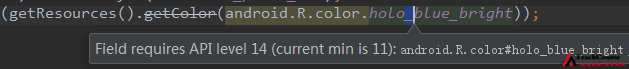 (getResources().getColor(android.R.color.holo_blue_bright));
Field requires API level 14 (current min is 11): android.R.color#holo_blue_bright